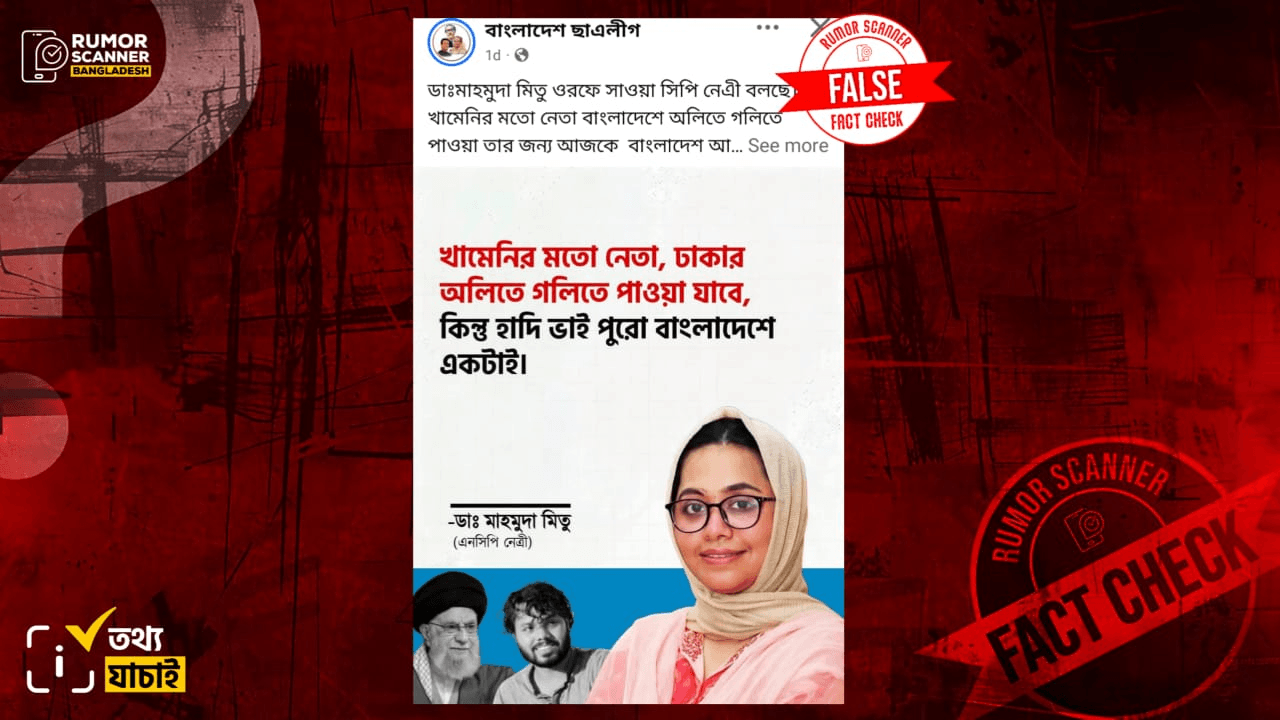 RUMOR
SCANNER
BANGLADESH
বাংলাদেশ ছাএলীগ
1d
ডাঃমাহমুদা মিতু ওরফে সাওয়া সিপি নেত্রী বলছে
খামেনির মতো নেতা বাংলাদেশে অলিতে গলিতে
পাওয়া তার জন্য আজকে বাংলাদেশ আ... See more
RUMOR SCANNER
FALSE
FACT CHECK
খামেনির মতো নেতা, ঢাকার
অলিতে গলিতে পাওয়া যাবে,
কিন্তু হাদি ভাই পুরো বাংলাদেশে
একটাই।
-ডাঃ মাহমুদা মিতু
(এনসিপি নেত্রী)
তথ্য
যাচাই
RUMOR SCANNER
FACT CHECK